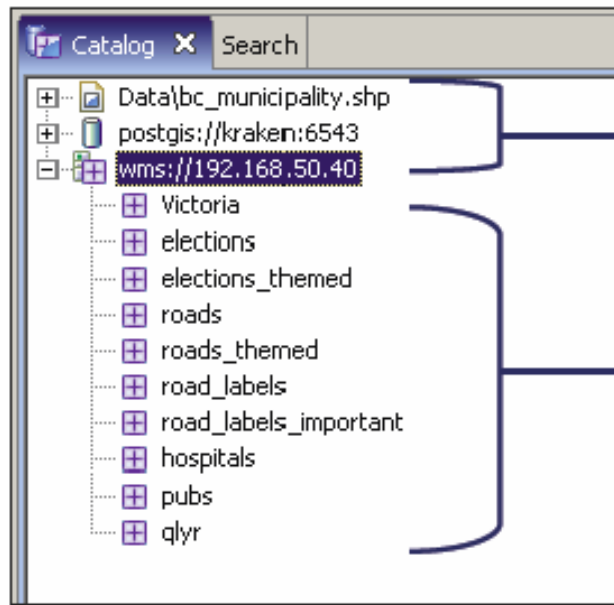 Catalog Search
Data\bc_municipality.shp
postgis://kraken:6543
wms://192.168.50.40
Victoria
elections
elections_themed
roads
roads_themed
road_labels
road_labels_important
hospitals
pubs
qlyr